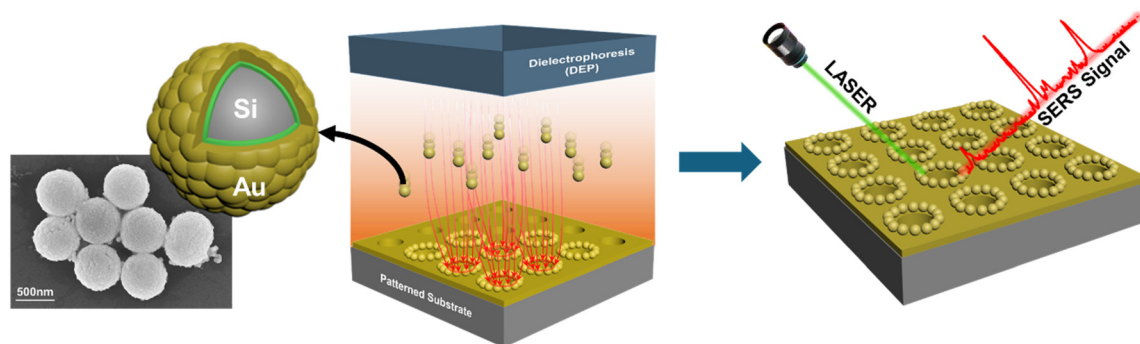 Si
Au
500nm
Dielectrophoresis
(DEP)
Patterned Substrate
LASER
SERS Signal